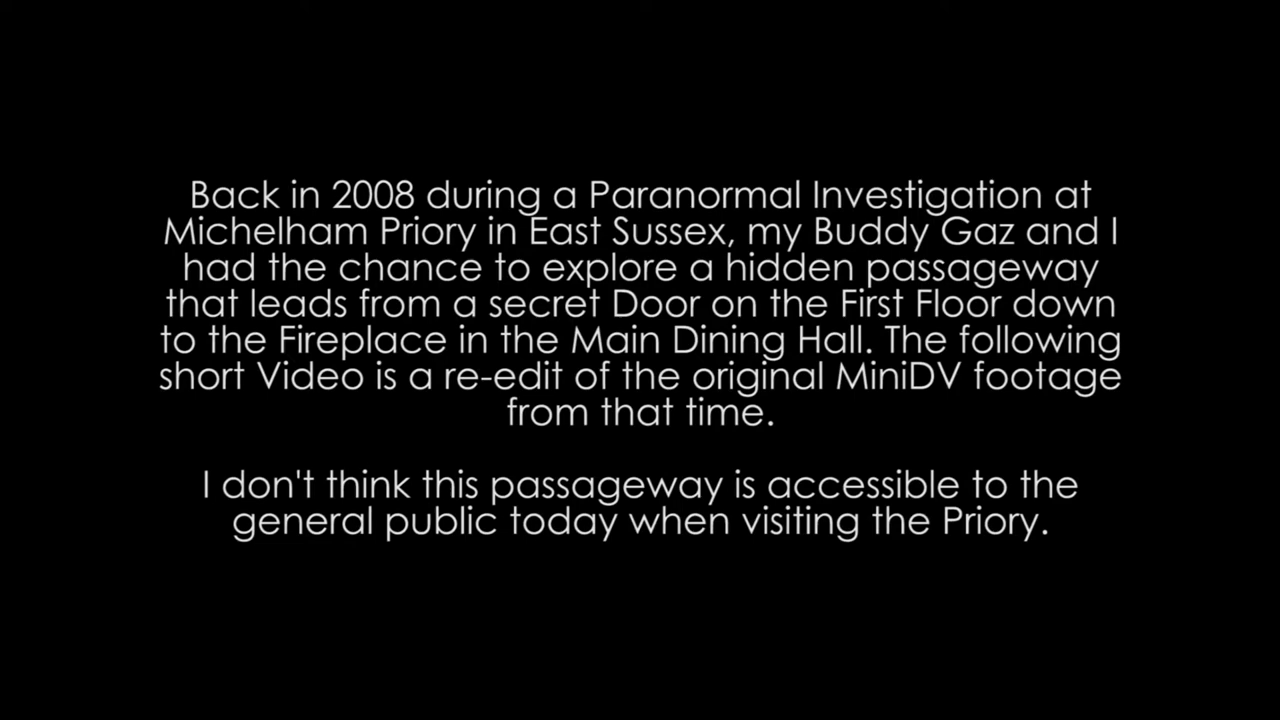 Back in 2008 during a Paranormal Investigation at
Michelham Priory in East Sussex, my Buddy Gaz and I
had the chance to explore a hidden passageway
that leads from a secret Door on the First Floor down
to the Fireplace in the Main Dining Hall. The following
short Video is a re-edit of the original MiniDV footage
from that time.
I don't think this passageway is accessible to the
general public today when visiting the Priory.